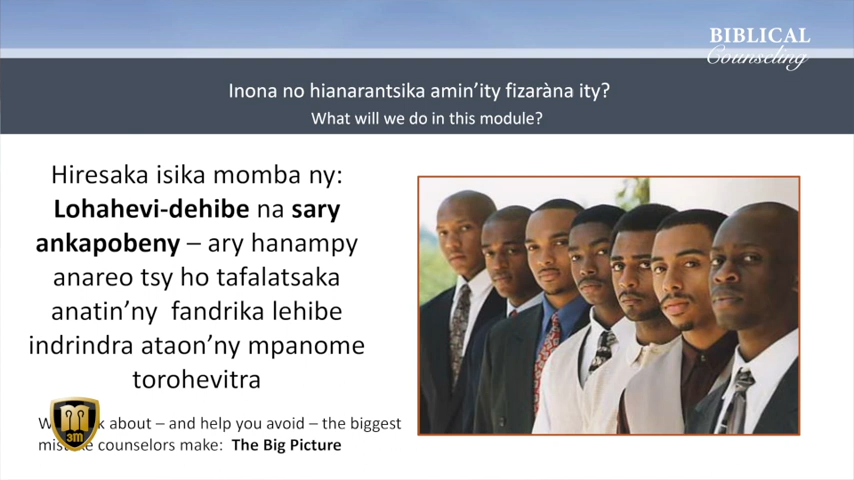 BIBLICAL
Counseling
Inona no hianarantsika amin'ity fizaràna ity?
What will we do in this module?
Hiresaka isika momba ny:
Lohahevi-dehibe na sary
ankapobeny – ary hanampy
anareo tsy ho tafalatsaka
anatin'ny fandrika lehibe
indrindra ataon'ny mpanome
torohevitra
about – and help you avoid – the biggest
counselors make: The Big Picture
3M